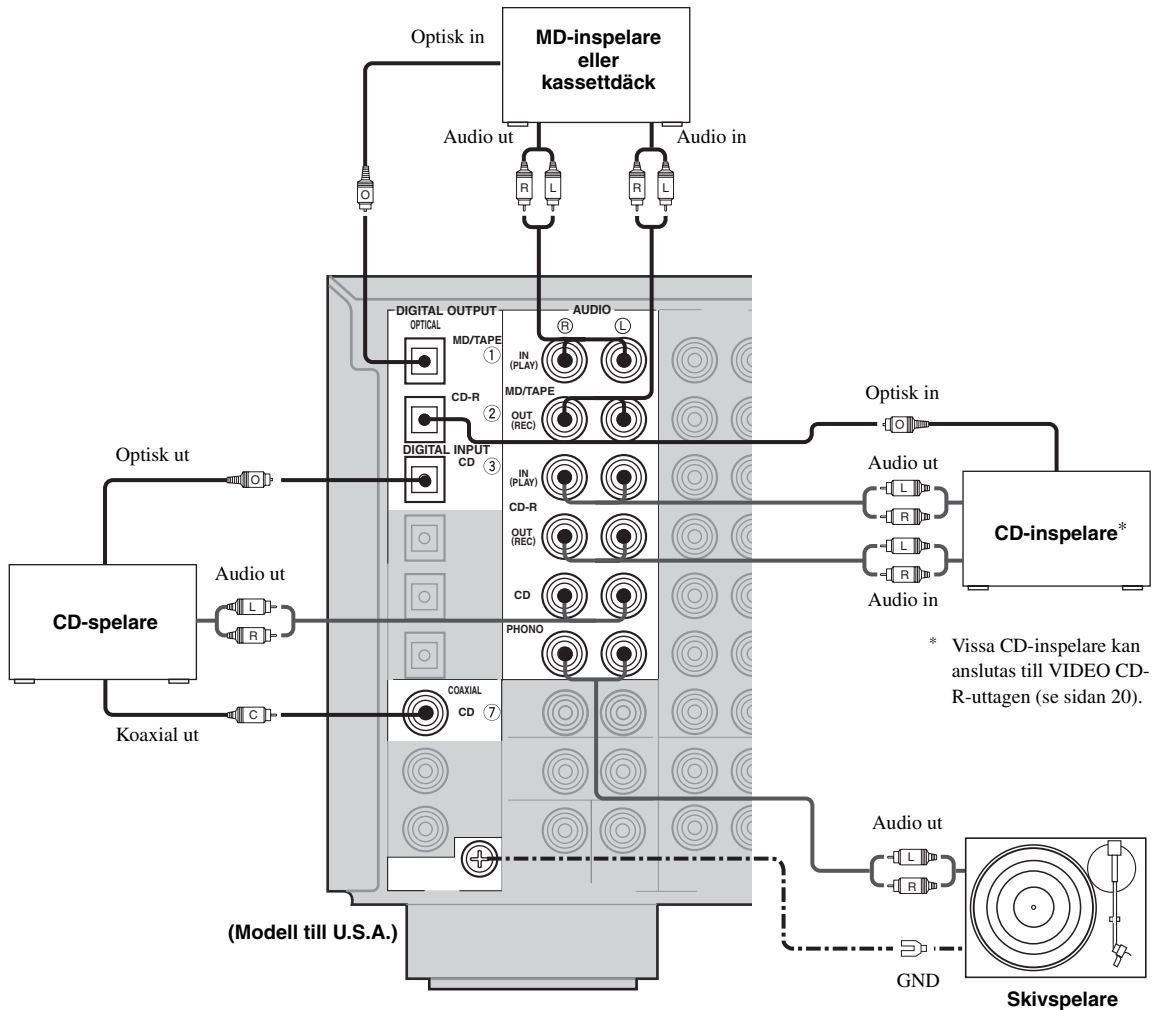 Optisk in
MD-inspelare
eller
kassettdäck
Audio ut
Audio in
R
L
R
L
O
DIGITAL OUTPUT
OPTICAL
MD/TAPE
①
CD-R
②
DIGITAL INPUT
CD
③
AUDIO
Ⓡ
Ⓛ
IN
(PLAY)
MD/TAPE
OUT
(REC)
IN
(PLAY)
CD-R
OUT
(REC)
CD
PHONO
COAXIAL
CD
⑦
Optisk ut
O
Audio ut
L
R
CD-spelare
C
Koaxial ut
Optisk in
O
Audio ut
L
R
L
R
Audio in
CD-inspelare*
* Vissa CD-inspelare kan
anslutas till VIDEO CD-
R-uttagen (se sidan 20).
Audio ut
L
R
GND
Skivspelare
(Modell till U.S.A.)